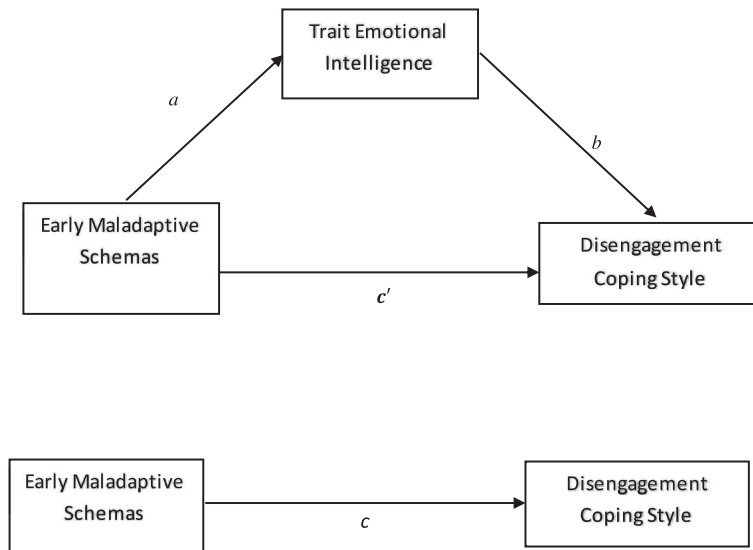 Trait Emotional
Intelligence
a
b
Early Maladaptive
Schemas
Disengagement
Coping Style
c′
Early Maladaptive
Schemas
Disengagement
Coping Style
c